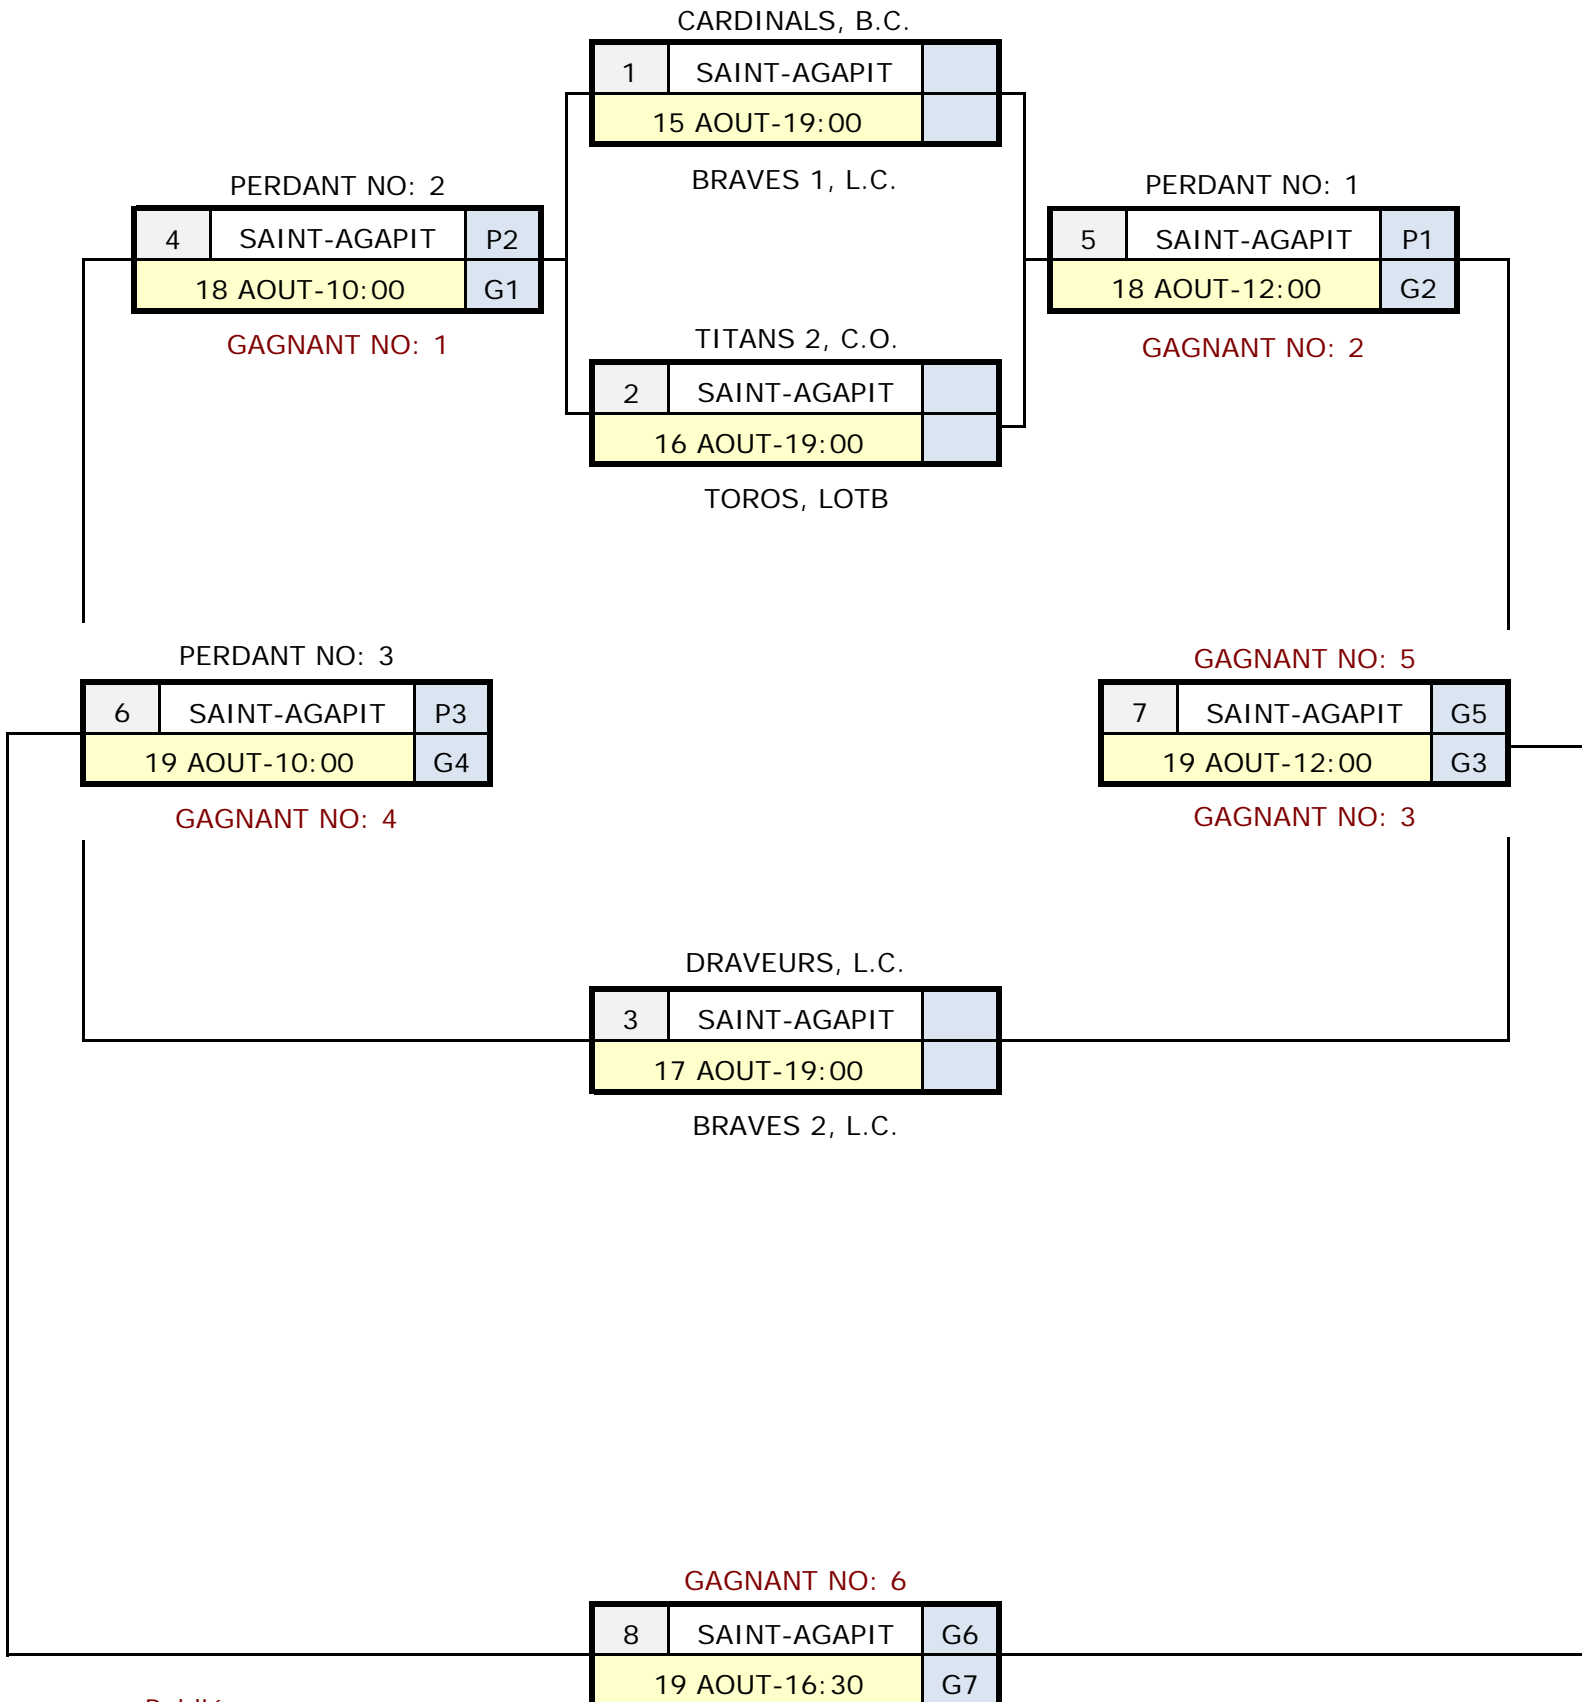 CARDINALS, B.C.
1 SAINT-AGAPIT
15 AOUT-19:00
BRAVES 1, L.C.
PERDANT NO: 2
4 SAINT-AGAPIT P2
18 AOUT-10:00 G1
GAGNANT NO: 1
PERDANT NO: 1
5 SAINT-AGAPIT P1
18 AOUT-12:00 G2
GAGNANT NO: 2
TITANS 2, C.O.
2 SAINT-AGAPIT
16 AOUT-19:00
TOROS, LOTB
PERDANT NO: 3
6 SAINT-AGAPIT P3
19 AOUT-10:00 G4
GAGNANT NO: 4
GAGNANT NO: 5
7 SAINT-AGAPIT G5
19 AOUT-12:00 G3
GAGNANT NO: 3
DRAVEURS, L.C.
3 SAINT-AGAPIT
17 AOUT-19:00
BRAVES 2, L.C.
GAGNANT NO: 6
8 SAINT-AGAPIT G6
19 AOUT-16:30 G7